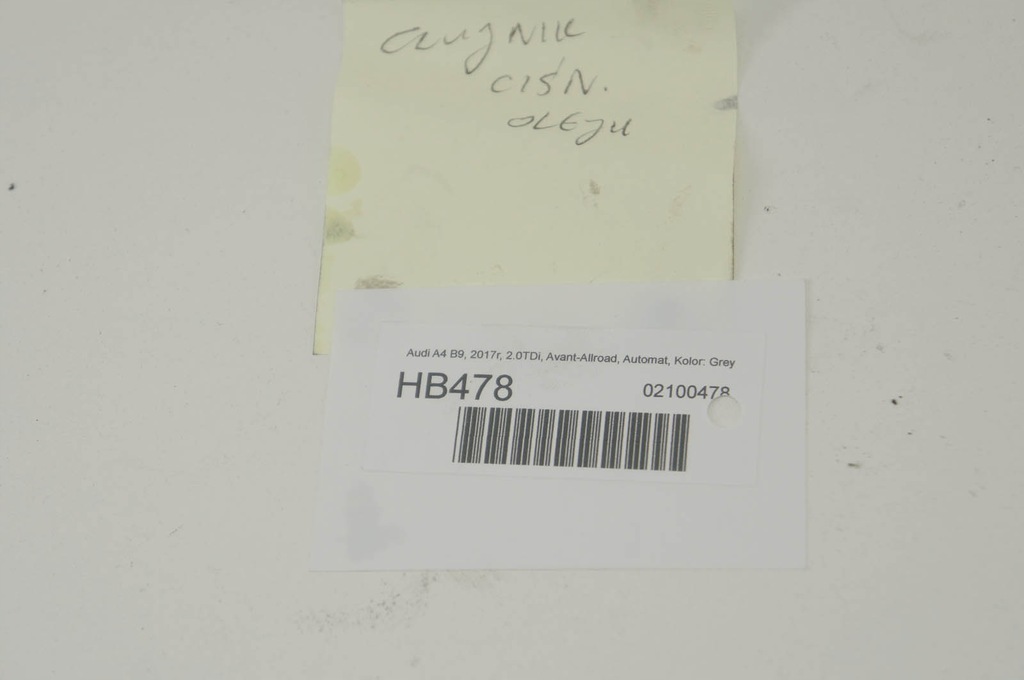 czujNIK
CIŚN.
OLEJU
Audi A4 B9, 2017r, 2.0TDi, Avant-Allroad, Automat, Kolor: Grey
HB478 02100478